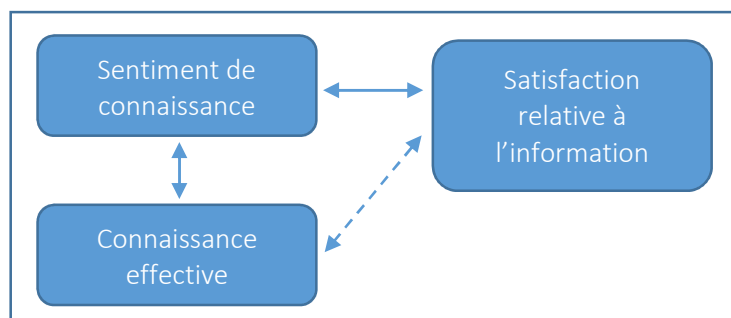 Sentiment de
connaissance
Satisfaction
relative à
l’information
Connaissance
effective